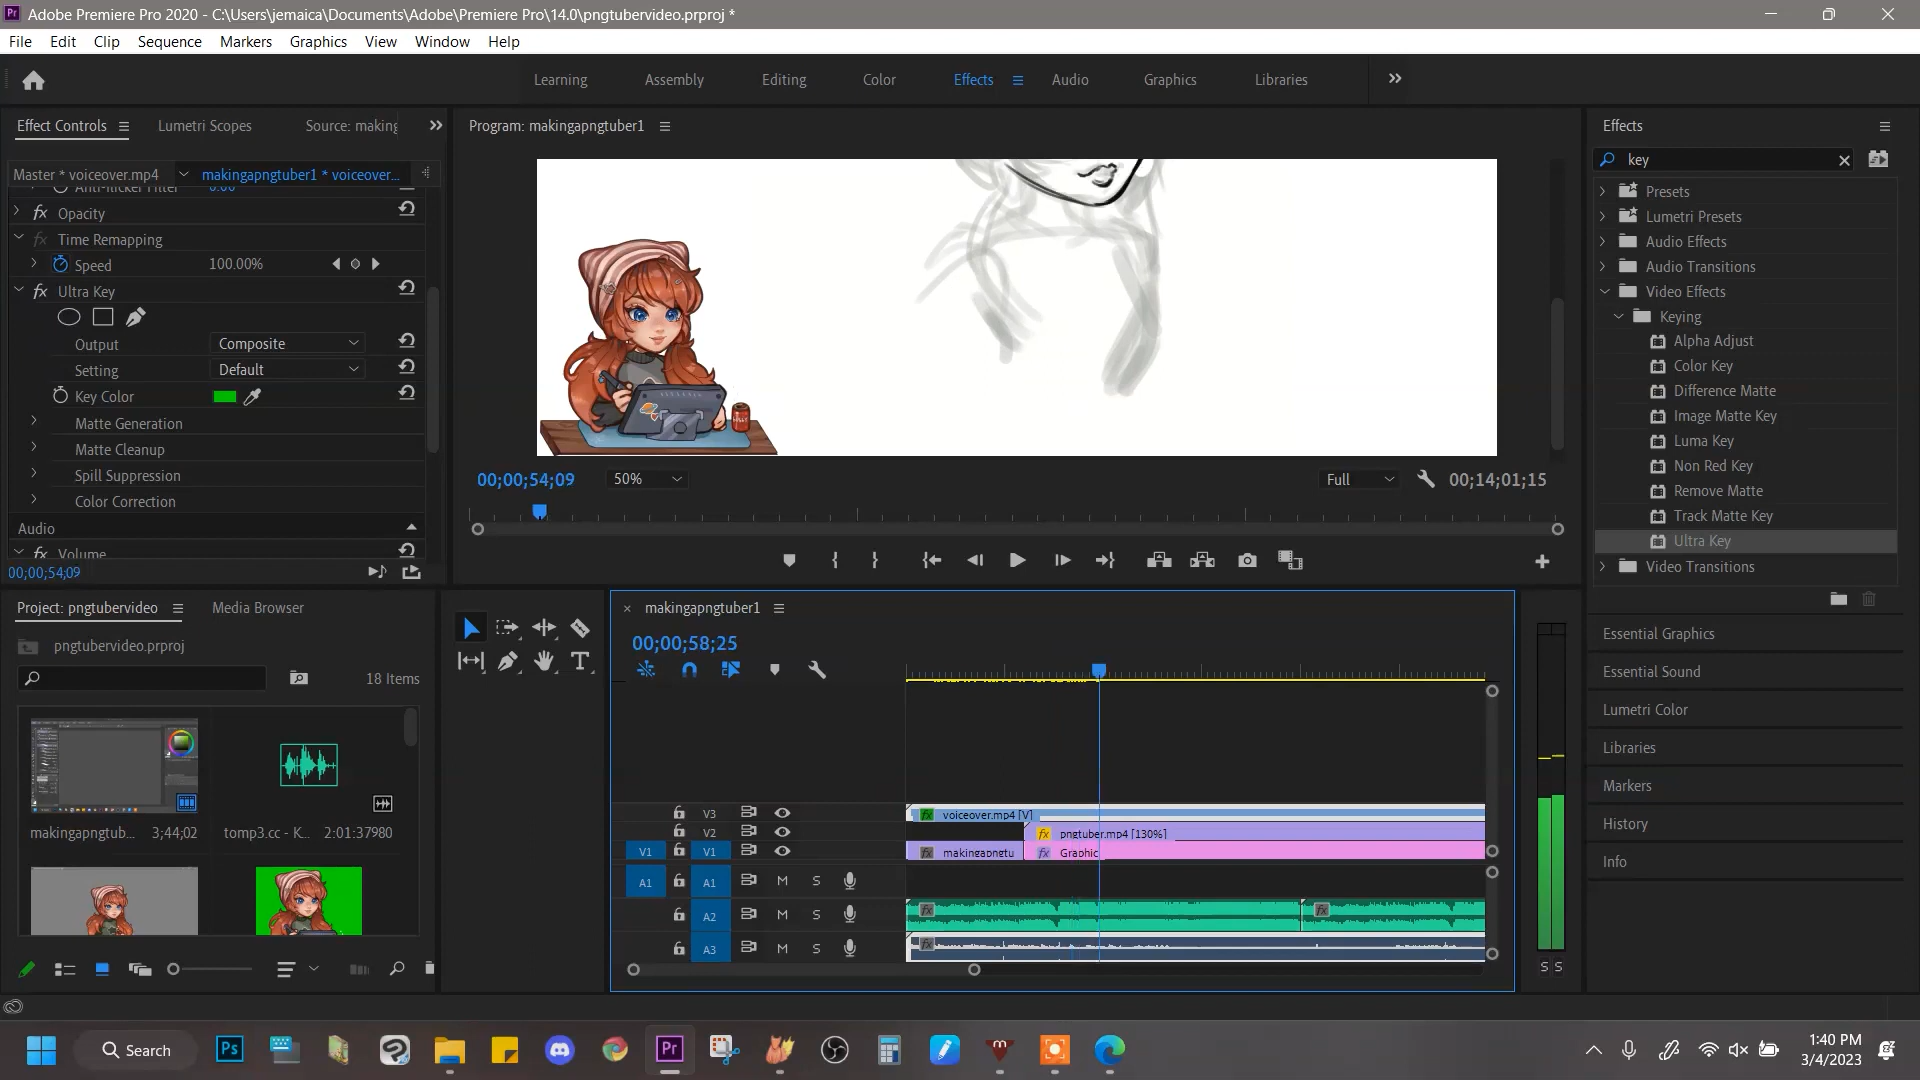 Adobe Premiere Pro 2020 - C:\Users\jemaica\Documents\Adobe\Premiere Pro\14.0\pngtubervideo.prproj *
File Edit Clip Sequence Markers Graphics View Window Help
Learning Assembly Editing Color Effects Audio Graphics Libraries
Effect Controls Lumetri Scopes Source: making
Program: makingapngtuber1
Effects
Master * voiceover.mp4 makingapngtuber1 * voiceover...
key
Anti-flicker Filter 0.00
Opacity
Time Remapping
Speed 100.00%
Ultra Key
Output Composite
Setting Default
Key Color
Matte Generation
Matte Cleanup
Spill Suppression
Color Correction
Audio
Volume
00;00;54;09
00;00;54;09 50% Full 00;14;01;15
Presets
Lumetri Presets
Audio Effects
Audio Transitions
Video Effects
Keying
Alpha Adjust
Color Key
Difference Matte
Image Matte Key
Luma Key
Non Red Key
Remove Matte
Track Matte Key
Ultra Key
Video Transitions
Essential Graphics
Essential Sound
Lumetri Color
Libraries
Markers
History
Info
Project: pngtubervideo Media Browser
pngtubervideo.prproj
18 Items
makingapngtub... 3;44;02
tomp3.cc - K... 2:01:37980
makingapngtuber1
00;00;58;25
V3 voiceover.mp4 [V]
V2 pngtuber.mp4 [130%]
V1 V1 makingapngtu Graphic
A1 A1 M S
A2 M S
A3 M S
S S
Search
Ps
Pr
1:40 PM
3/4/2023